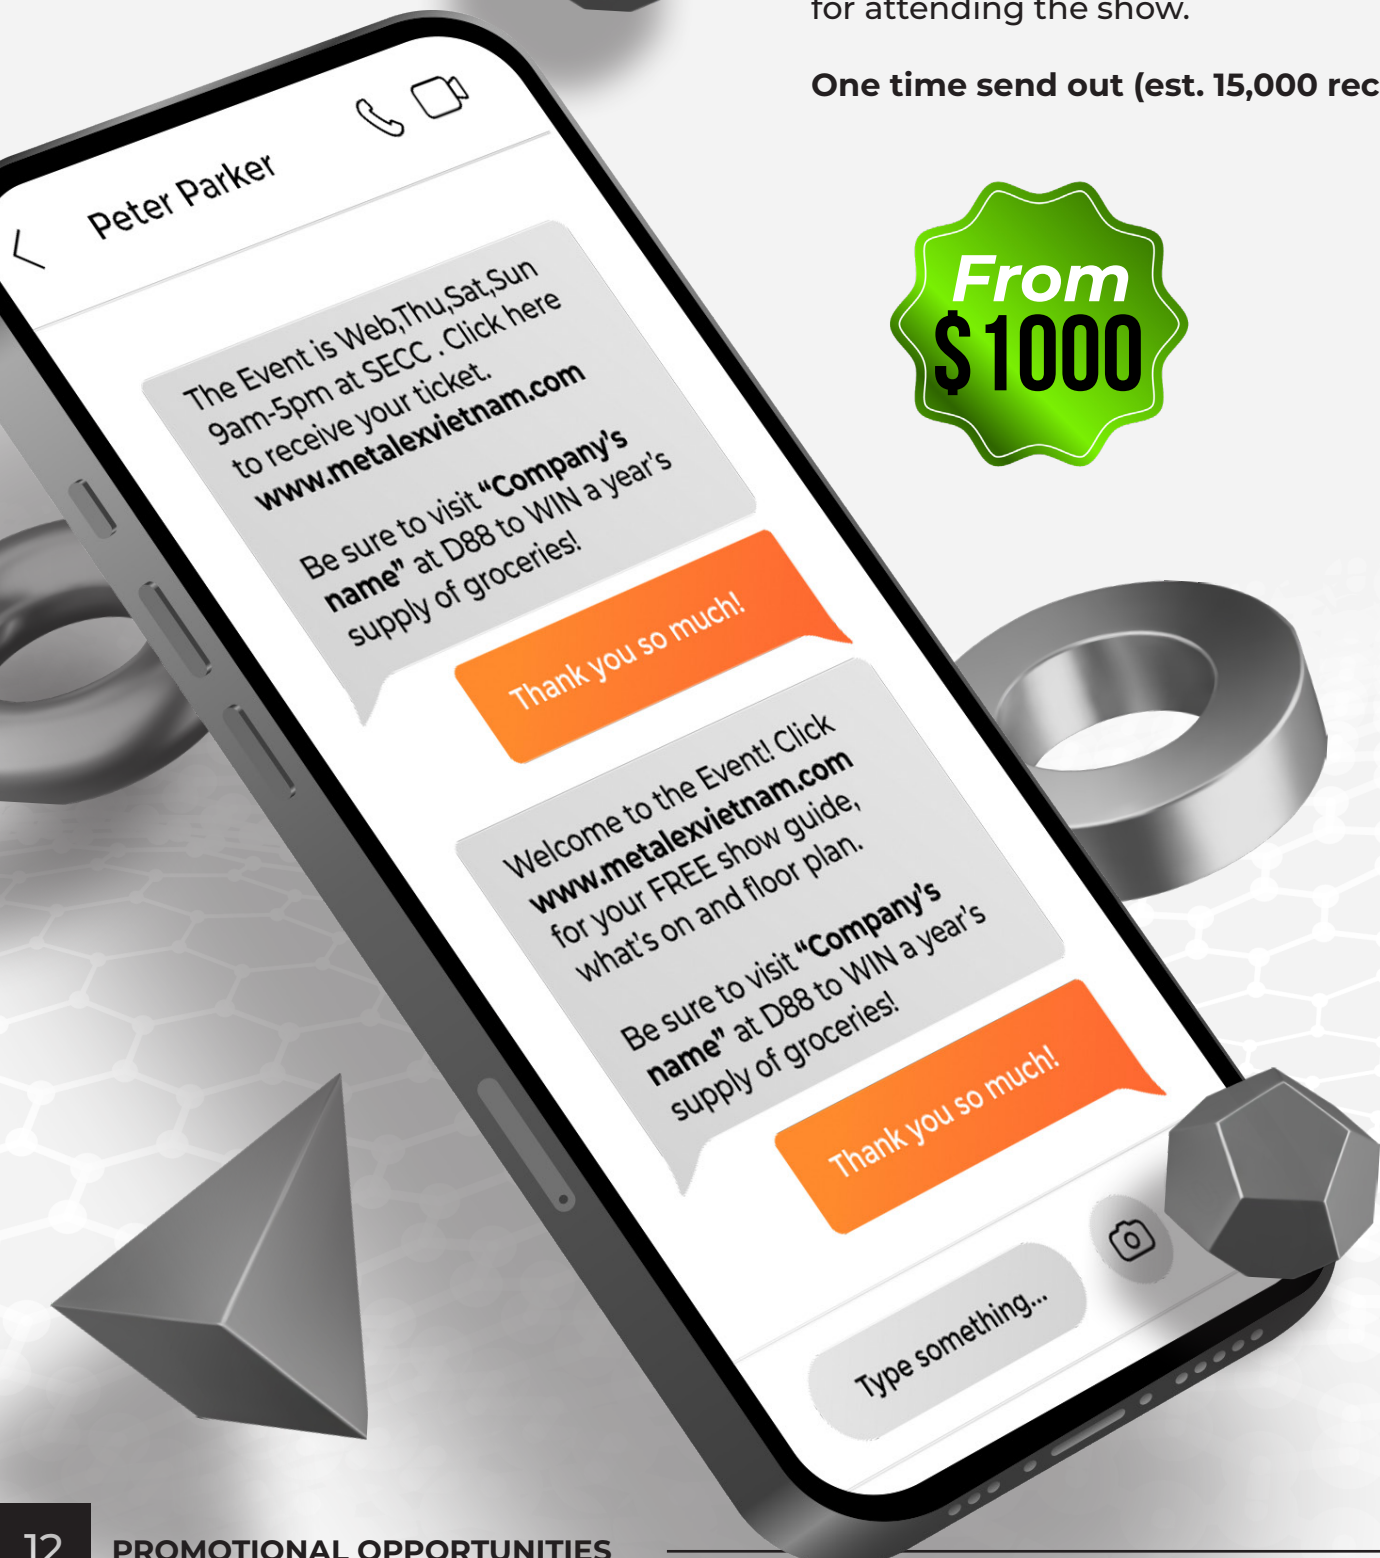 for attending the show.
One time send out (est. 15,000 rec
From
$1000
Peter Parker
The Event is Web,Thu,Sat,Sun
9am-5pm at SECC . Click here
to receive your ticket.
www.metalexvietnam.com
Be sure to visit “Company’s
name” at D88 to WIN a year’s
supply of groceries!
Thank you so much!
Welcome to the Event! Click
www.metalexvietnam.com
for your FREE show guide,
what’s on and floor plan.
Be sure to visit “Company’s
name” at D88 to WIN a year’s
supply of groceries!
Thank you so much!
Type something...
12 PROMOTIONAL OPPORTUNITIES